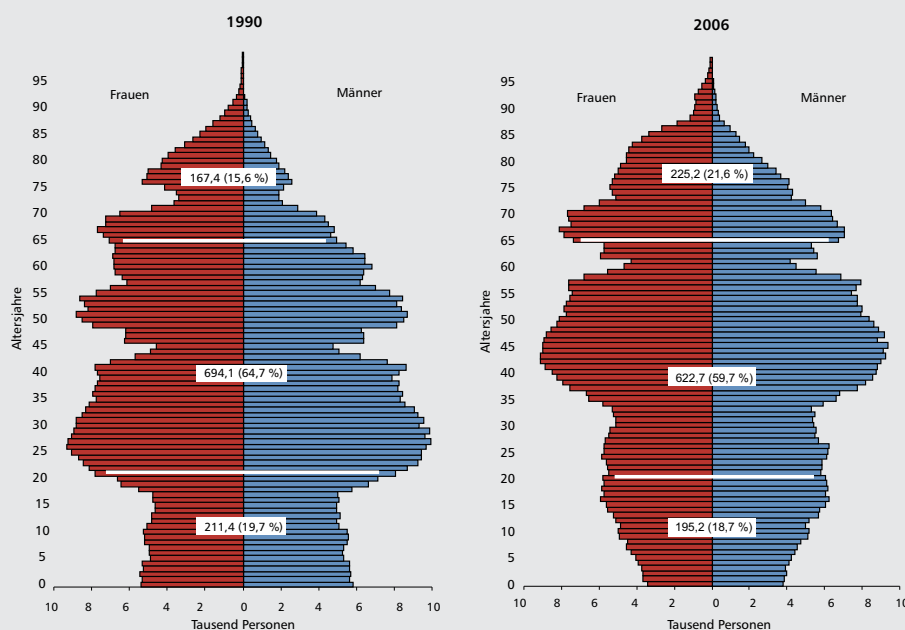 1990
Frauen
Männer
Altersjahre
95
90
85
80
75
70
65
60
55
50
45
40
35
30
25
20
15
10
5
0
167,4 (15,6 %)
694,1 (64,7 %)
211,4 (19,7 %)
10 8 6 4 2 0 2 4 6 8 10
Tausend Personen
2006
Frauen
Männer
Altersjahre
95
90
85
80
75
70
65
60
55
50
45
40
35
30
25
20
15
10
5
0
225,2 (21,6 %)
622,7 (59,7 %)
195,2 (18,7 %)
10 8 6 4 2 0 2 4 6 8 10
Tausend Personen